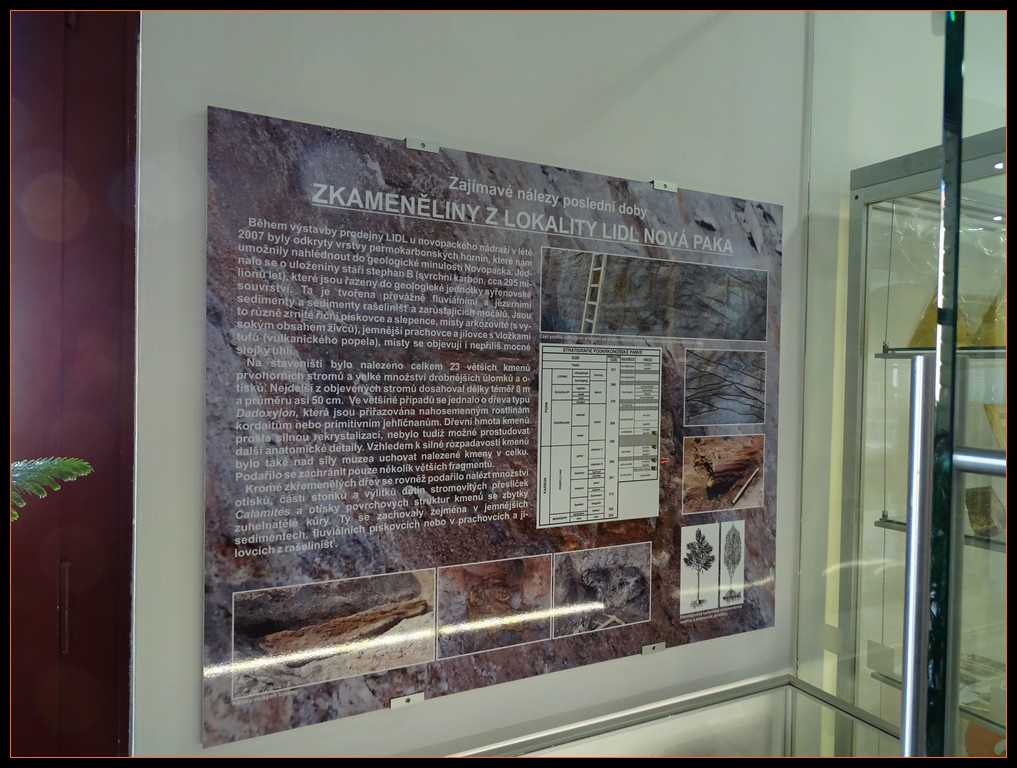 Zajímavé nálezy poslední doby
ZKAMENĚLINY Z LOKALITY LIDL NOVÁ PAKA
Během výstavby prodejny LIDL u novopackého nádraží v létě
2007 byly odkryty vrstvy permokarbonských hornin, které nám
umožnily nahlédnout do geologické minulosti Novopacka. Jed-
nalo se o uloženiny stáří stephan B (svrchní karbon, cca 295 mi-
lionů let), které jsou řazeny do geologické jednotky syřenovské
souvrství. Ta je tvořena převážně fluviálními a jezerními
sedimenty a sedimenty rašelinišť a zarůstajících močálů. Jsou
to různě zrnité říční pískovce a slepence, místy arkózovité (s vy-
sokým obsahem živců), jemnější prachovce a jílovce s vložkami
tufů (vulkanického popela), místy se objevují i nepříliš mocné
slojky uhlí.
Na staveništi bylo nalezeno celkem 23 větších kmenů
prvohorních stromů a velké množství drobnějších úlomků a o-
tisků. Nejdelší z objevených stromů dosahoval délky téměř 8 m
a průměru asi 50 cm. Ve většině případů se jednalo o dřeva typu
Dadoxylon, která jsou přiřazována nahosemenným rostlinám
kordaitům nebo primitivním jehličnanům. Dřevní hmota kmenů
prošla silnou rekrystalizací, nebylo tudíž možné prostudovat
další anatomické detaily. Vzhledem k silné rozpadavosti kmenů
bylo také nad síly muzea uchovat nalezené kmeny v celku.
Podařilo se zachránit pouze několik větších fragmentů.
Kromě zkřemenělých dřev se rovněž podařilo nalézt množství
otisků, částí stonků a výlitků dutin stromovitých přesliček
Calamites a otisky povrchových struktur kmenů se zbytky
zuhelnatělé kůry. Ty se zachovaly zejména v jemnějších
sedimentech, fluviálních pískovcích nebo v prachovcích a jí-
lovcích z rašelinišť.
STRATIGRAFIE PODKRKONOŠSKÉ PÁNVE